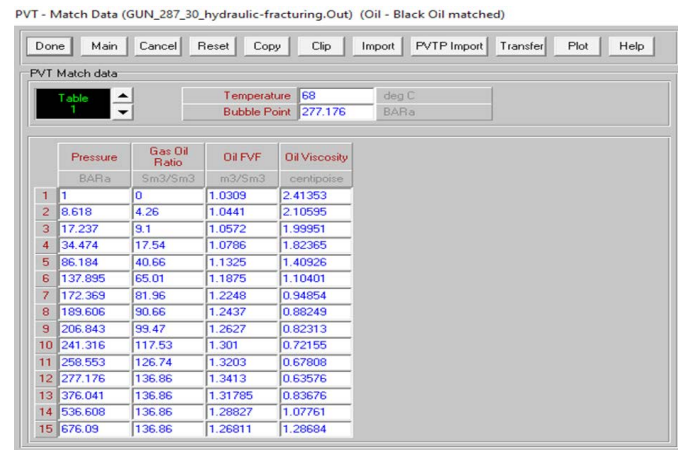 PVT - Match Data (GUN_287_30_hydraulic-fracturing.Out) (Oil - Black Oil matched)
Done Main Cancel Reset Copy Clip Import PVTP Import Transfer Plot Help
PVT Match data
Table 1
Temperature 68 deg C
Bubble Point 277.176 BARa
Pressure Gas Oil Ratio Oil FVF Oil Viscosity
BARa Sm3/Sm3 m3/Sm3 centipoise
1 1 0 1.0309 2.41353
2 8.618 4.26 1.0441 2.10595
3 17.237 9.1 1.0572 1.99951
4 34.474 17.54 1.0786 1.82365
5 86.184 40.66 1.1325 1.40926
6 137.895 65.01 1.1875 1.10401
7 172.369 81.96 1.2248 0.94854
8 189.606 90.66 1.2437 0.88249
9 206.843 99.47 1.2627 0.82313
10 241.316 117.53 1.301 0.72155
11 258.553 126.74 1.3203 0.67808
12 277.176 136.86 1.3413 0.63576
13 376.041 136.86 1.31785 0.83676
14 536.608 136.86 1.28827 1.07761
15 676.09 136.86 1.26811 1.28684